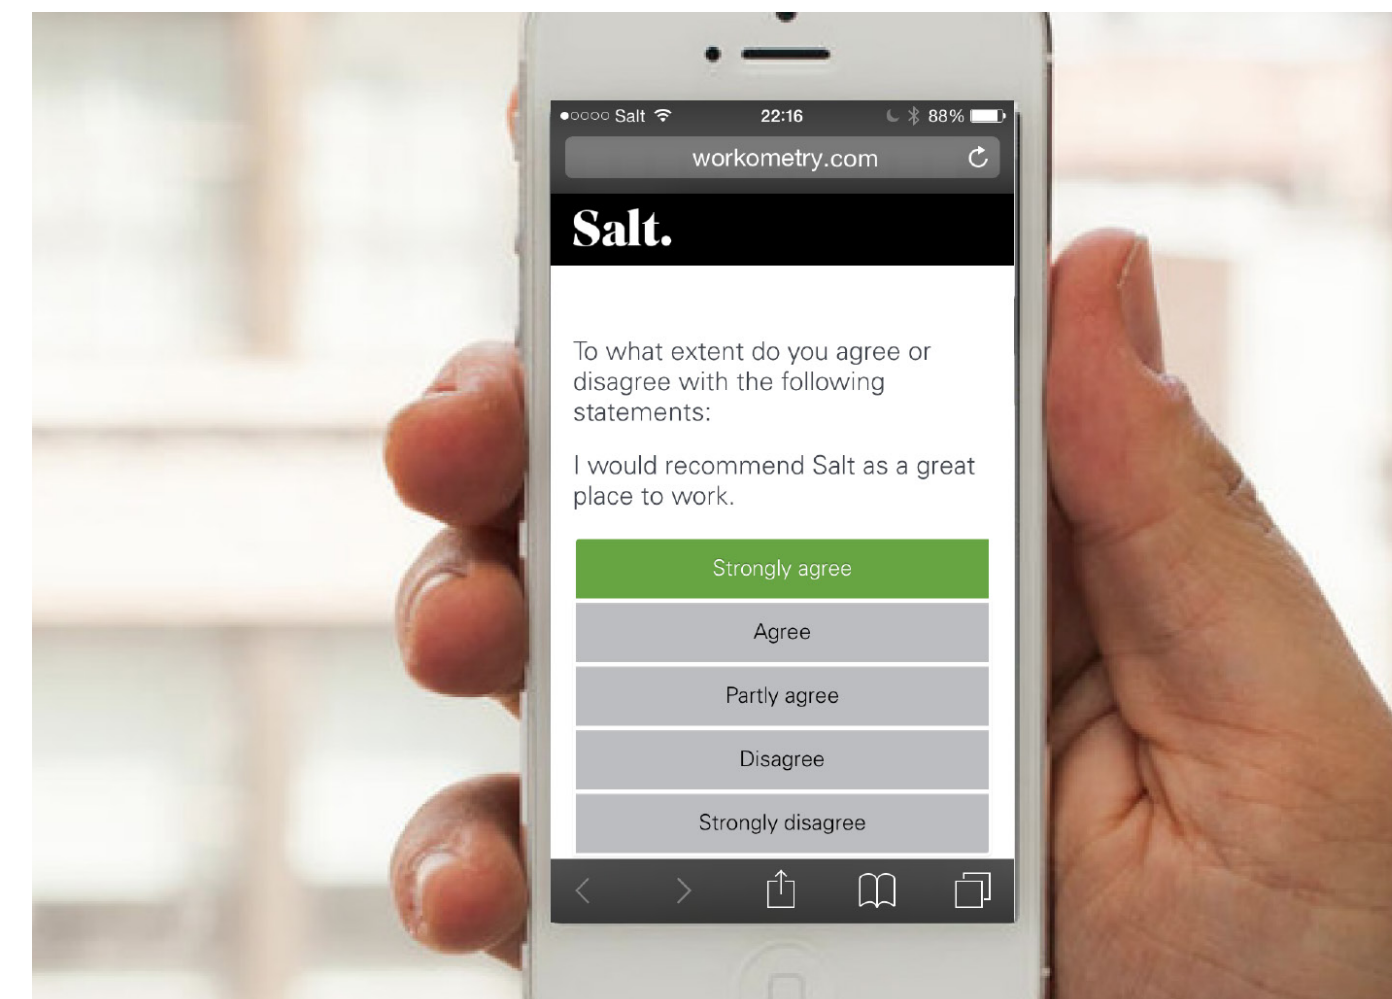 Salt 22:16 88%
workometry.com
Salt.
To what extent do you agree or
disagree with the following
statements:
I would recommend Salt as a great
place to work.
Strongly agree
Agree
Partly agree
Disagree
Strongly disagree